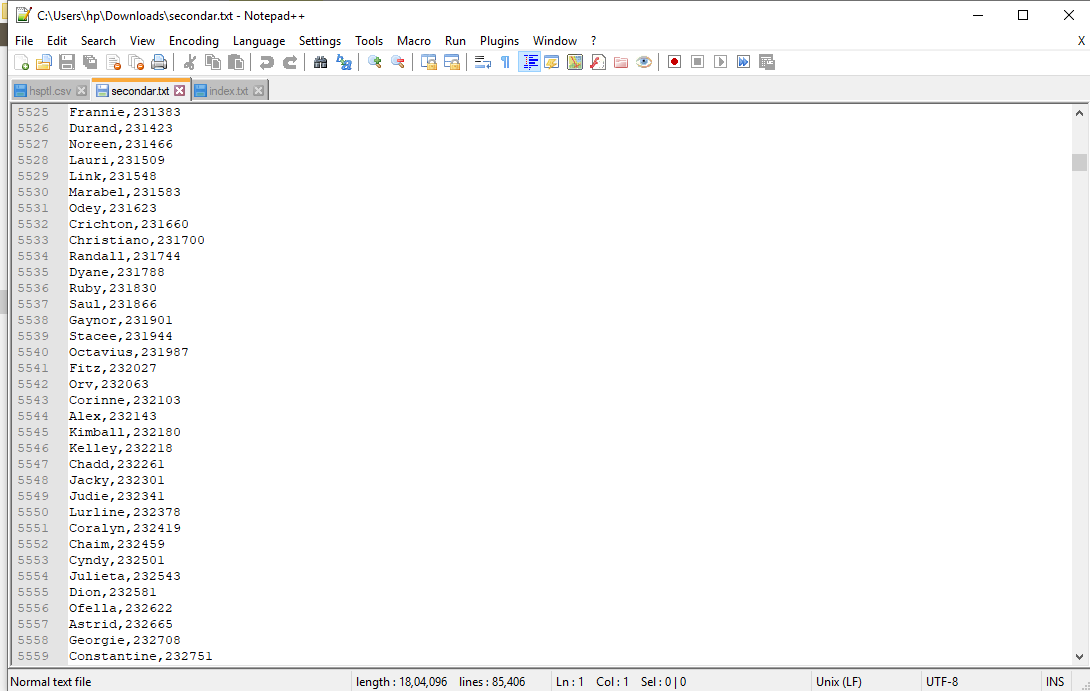 C:\Users\hp\Downloads\secondar.txt - Notepad++
File Edit Search View Encoding Language Settings Tools Macro Run Plugins Window ? X
hsptl.csv secondar.txt index.txt
5525 Frannie,231383
5526 Durand,231423
5527 Noreen,231466
5528 Lauri,231509
5529 Link,231548
5530 Marabel,231583
5531 Odey,231623
5532 Crichton,231660
5533 Christiano,231700
5534 Randall,231744
5535 Dyane,231788
5536 Ruby,231830
5537 Saul,231866
5538 Gaynor,231901
5539 Stacee,231944
5540 Octavius,231987
5541 Fitz,232027
5542 Orv,232063
5543 Corinne,232103
5544 Alex,232143
5545 Kimball,232180
5546 Kelley,232218
5547 Chadd,232261
5548 Jacky,232301
5549 Judie,232341
5550 Lurline,232378
5551 Coralyn,232419
5552 Chaim,232459
5553 Cyndy,232501
5554 Julieta,232543
5555 Dion,232581
5556 Ofella,232622
5557 Astrid,232665
5558 Georgie,232708
5559 Constantine,232751
Normal text file length : 18,04,096 lines : 85,406 Ln : 1 Col : 1 Sel : 0 | 0 Unix (LF) UTF-8 INS